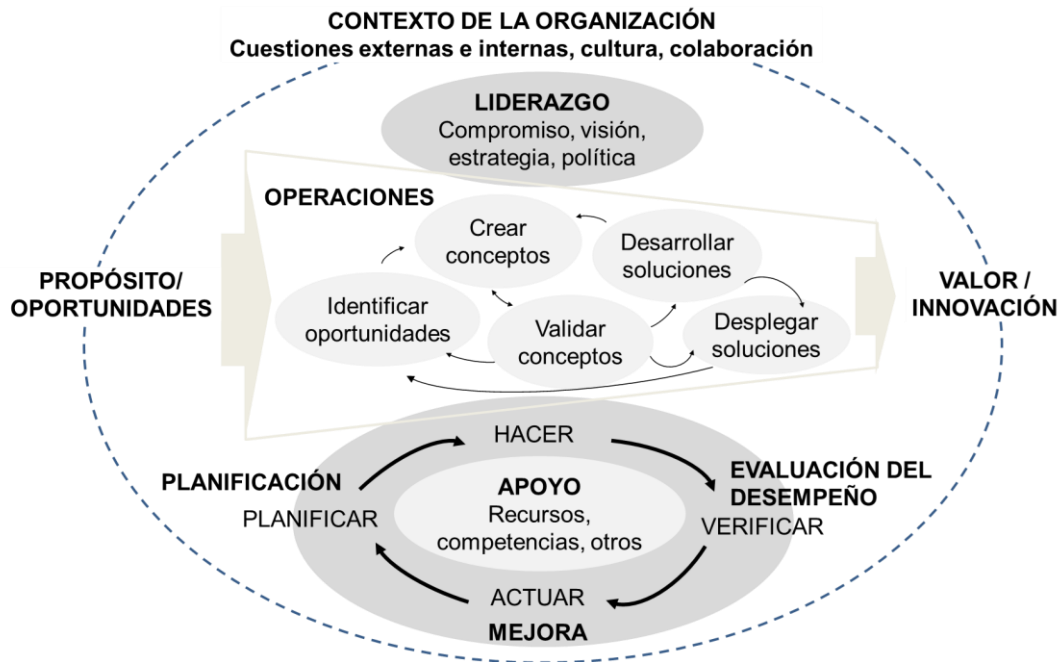 CONTEXTO DE LA ORGANIZACIÓN
Cuestiones externas e internas, cultura, colaboración
LIDERAZGO
Compromiso, visión,
estrategia, política
OPERACIONES
Crear
conceptos
Desarrollar
soluciones
PROPÓSITO/
OPORTUNIDADES
Identificar
oportunidades
Validar
conceptos
Desplegar
soluciones
VALOR /
INNOVACIÓN
HACER
PLANIFICACIÓN
PLANIFICAR
APOYO
Recursos,
competencias, otros
EVALUACIÓN DEL
DESEMPEÑO
VERIFICAR
ACTUAR
MEJORA